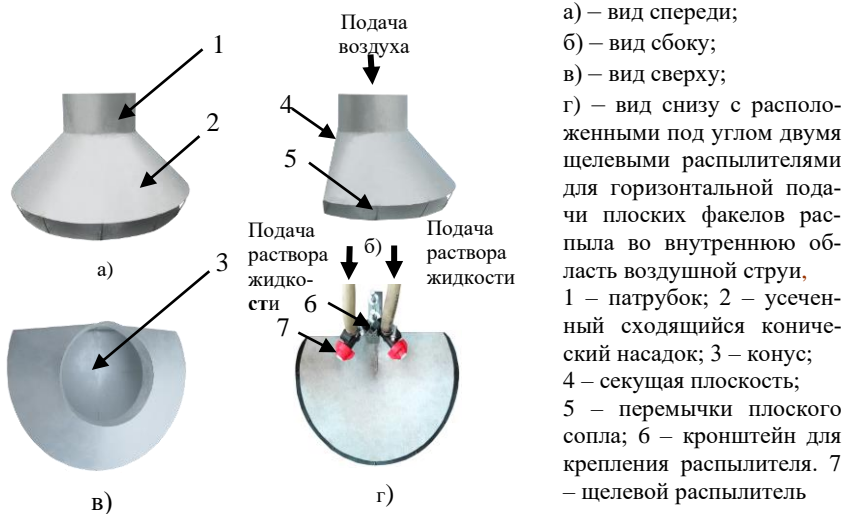 Подача
воздуха
1
2
а)
4
5
б)
Подача
раствора
жидко-
сти
Подача
раствора
жидкости
3
в)
6
7
г)
а) – вид спереди;
б) – вид сбоку;
в) – вид сверху;
г) – вид снизу с располо-
женными под углом двумя
щелевыми распылителями
для горизонтальной пода-
чи плоских факелов рас-
пыла во внутреннюю об-
ласть воздушной струи,
1 – патрубок; 2 – усечен-
ный сходящийся кониче-
ский насадок; 3 – конус;
4 – секущая плоскость;
5 – перемычки плоского
сопла; 6 – кронштейн для
крепления распылителя. 7
– щелевой распылитель